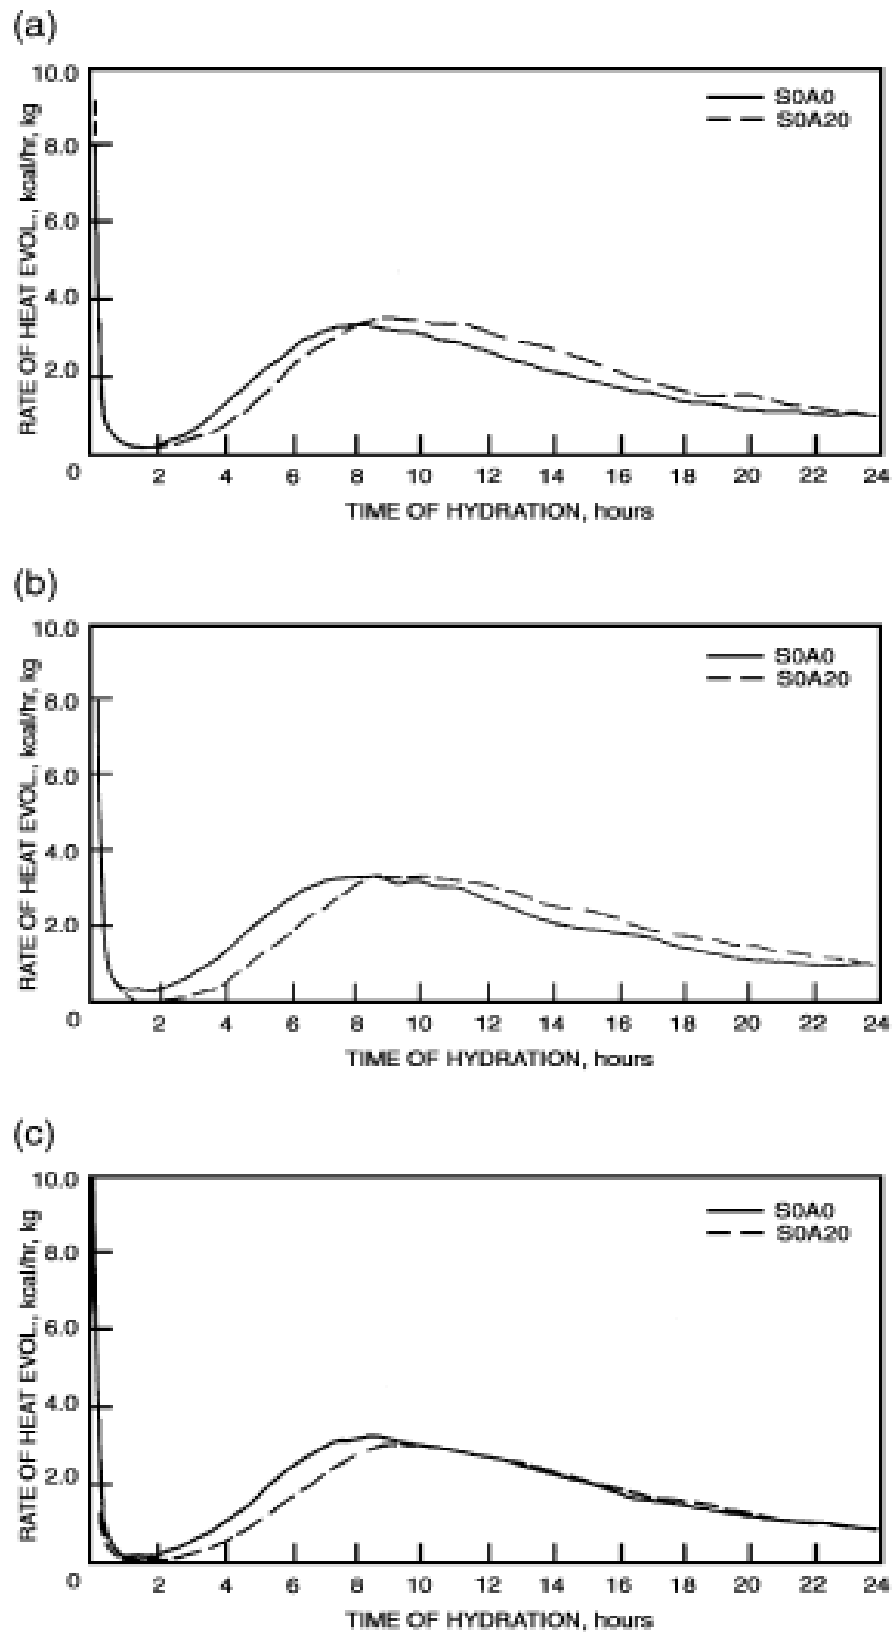 (a)
10.0
8.0
6.0
4.0
2.0
0
RATE OF HEAT EVOL., kcal/hr, kg
S0A0
S0A20
2 4 6 8 10 12 14 16 18 20 22 24
TIME OF HYDRATION, hours
(b)
10.0
8.0
6.0
4.0
2.0
0
RATE OF HEAT EVOL., kcal/hr, kg
S0A0
S0A20
2 4 6 8 10 12 14 16 18 20 22 24
TIME OF HYDRATION, hours
(c)
10.0
8.0
6.0
4.0
2.0
0
RATE OF HEAT EVOL., kcal/hr, kg
S0A0
S0A20
2 4 6 8 10 12 14 16 18 20 22 24
TIME OF HYDRATION, hours